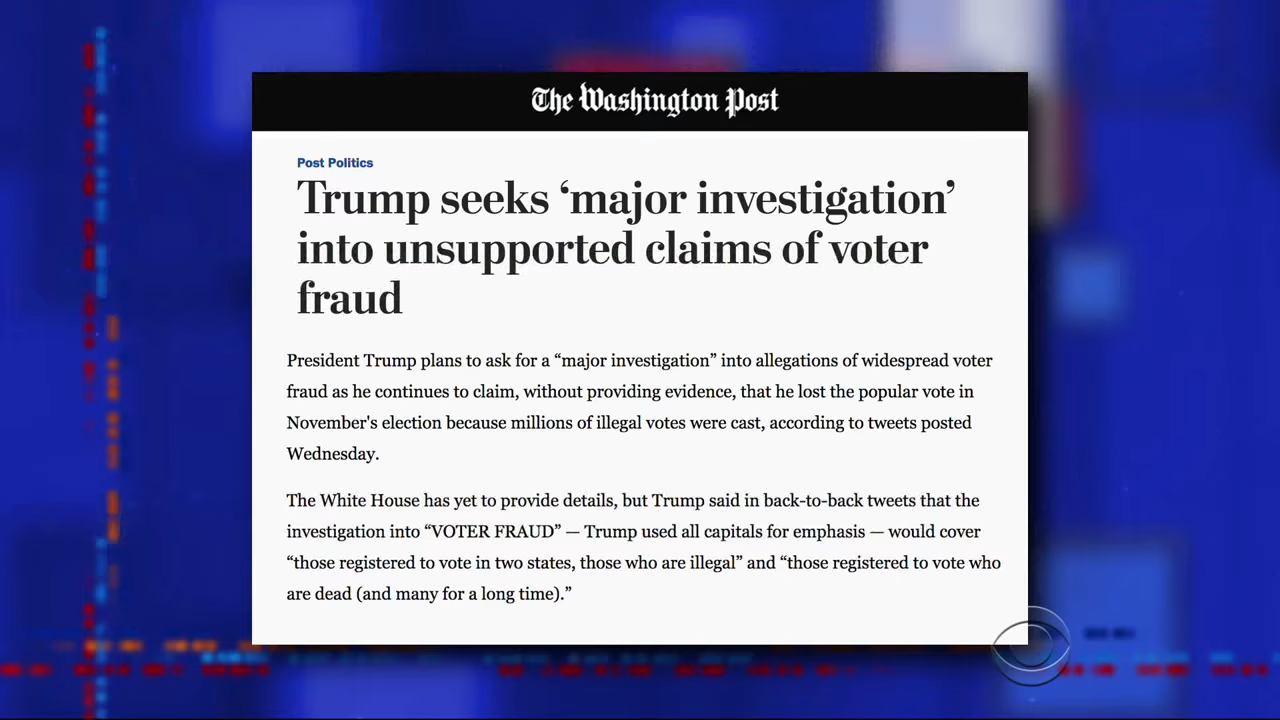 The Washington Post
Post Politics
Trump seeks ‘major investigation’
into unsupported claims of voter
fraud
President Trump plans to ask for a “major investigation” into allegations of widespread voter
fraud as he continues to claim, without providing evidence, that he lost the popular vote in
November's election because millions of illegal votes were cast, according to tweets posted
Wednesday.
The White House has yet to provide details, but Trump said in back-to-back tweets that the
investigation into “VOTER FRAUD” — Trump used all capitals for emphasis — would cover
“those registered to vote in two states, those who are illegal” and “those registered to vote who
are dead (and many for a long time).”